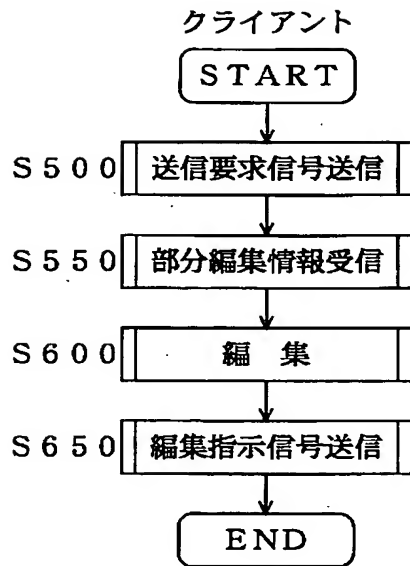 クライアント
START
S500 送信要求信号送信
S550 部分編集情報受信
S600 編集
S650 編集指示信号送信
END